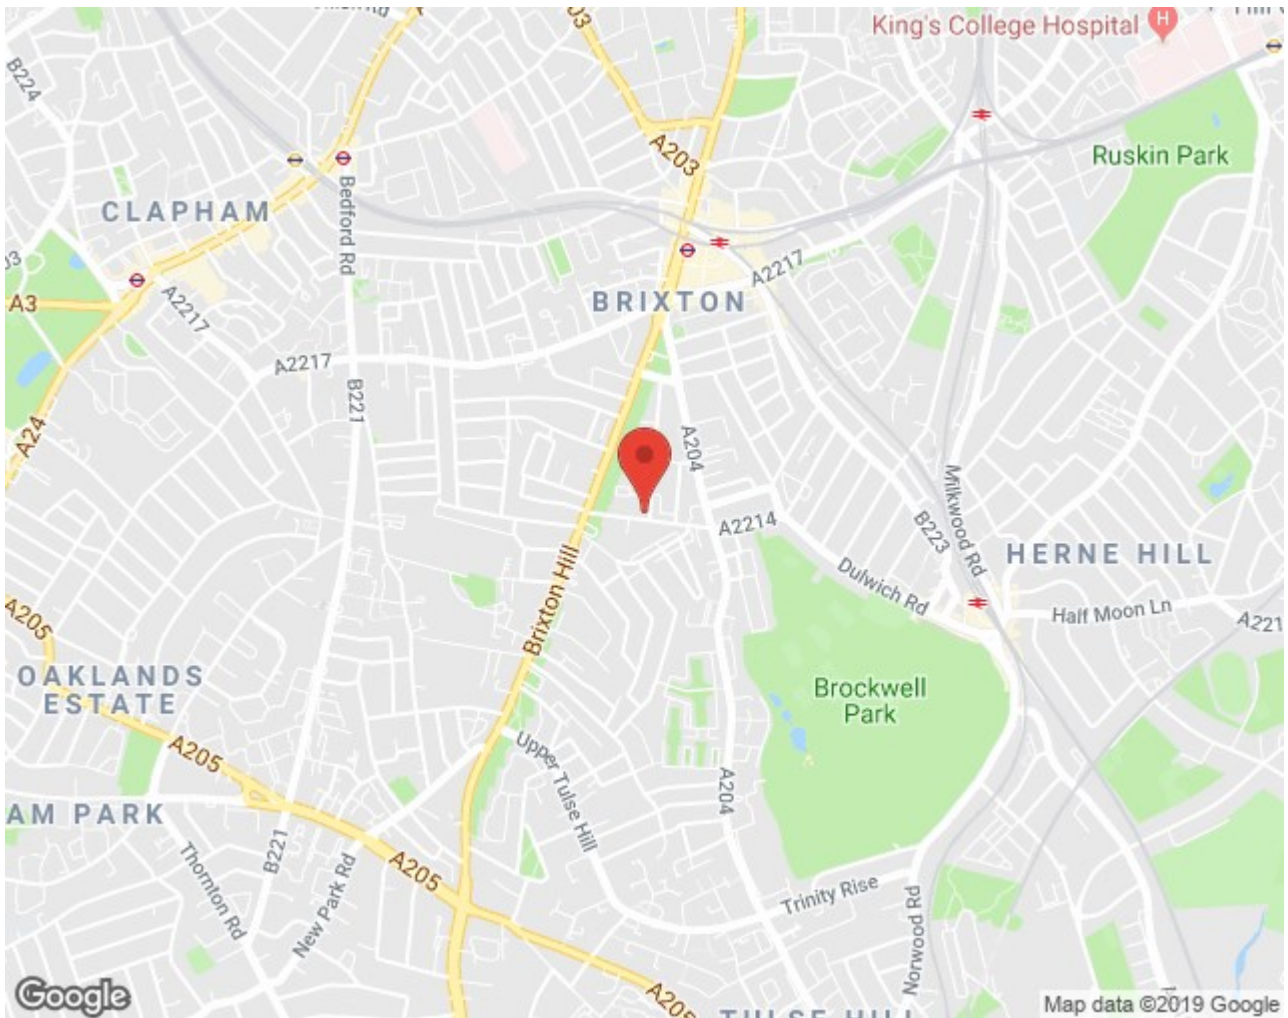 King's College Hospital
H
B224
A203
Ruskin Park
CLAPHAM
Bedford Rd
A2217
A3
A2217
BRIXTON
A2217
B221
A24
A204
A2214
B223
Milkwood Rd
HERNE HILL
Dulwich Rd
Half Moon Ln
A205
Brixton Hill
OAKLANDS
ESTATE
Brockwell
Park
A205
Upper Tulse Hill
A204
AM PARK
B221
Thornton Rd
New Park Rd
A205
Trinity Rise
Norwood Rd
A205
TULSE HILL
Google
Map data ©2019 Google